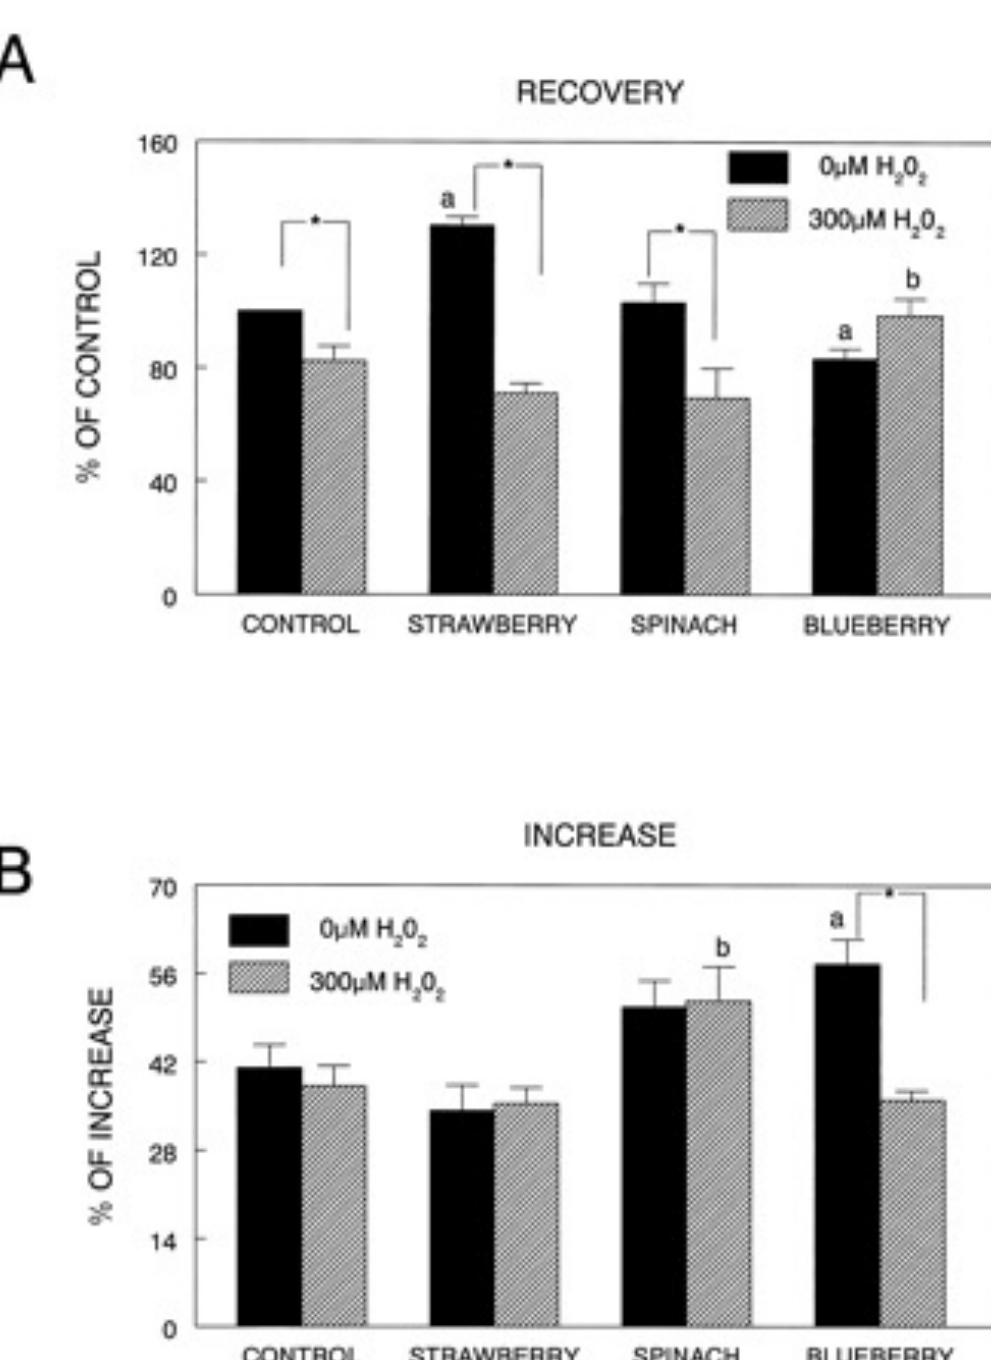 A
RECOVERY
160
120
80
40
0
% OF CONTROL
0µM H₂0₂
300µM H₂0₂
*
a
*
*
a
b
CONTROL STRAWBERRY SPINACH BLUEBERRY
B
INCREASE
70
56
42
28
14
0
% OF INCREASE
0µM H₂0₂
300µM H₂0₂
b
a
*
CONTROL STRAWBERRY SPINACH BLUEBERRY